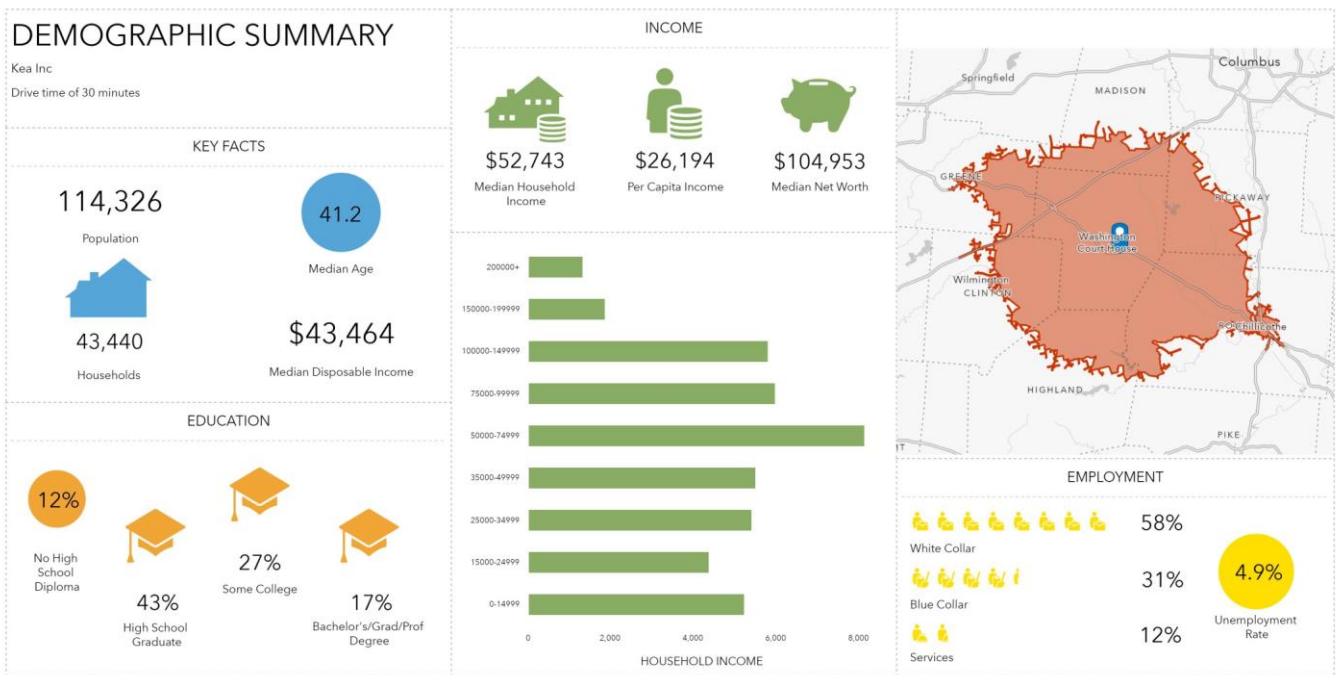 DEMOGRAPHIC SUMMARY
Kea Inc
Drive time of 30 minutes
KEY FACTS
114,326
Population
41.2
Median Age
43,440
Households
$43,464
Median Disposable Income
EDUCATION
12%
No High
School
Diploma
43%
High School
Graduate
27%
Some College
17%
Bachelor's/Grad/Prof
Degree
INCOME
$52,743
Median Household
Income
$26,194
Per Capita Income
$104,953
Median Net Worth
200000+
150000-199999
100000-149999
75000-99999
50000-74999
35000-49999
25000-34999
15000-24999
0-14999
0
2,000
4,000
6,000
8,000
HOUSEHOLD INCOME
Columbus
Springfield
MADISON
GREENE
PICKAWAY
Washington
Court House
Wilmington
CLINTON
Chillicothe
HIGHLAND
PIKE
EMPLOYMENT
58%
White Collar
31%
Blue Collar
12%
Services
4.9%
Unemployment
Rate